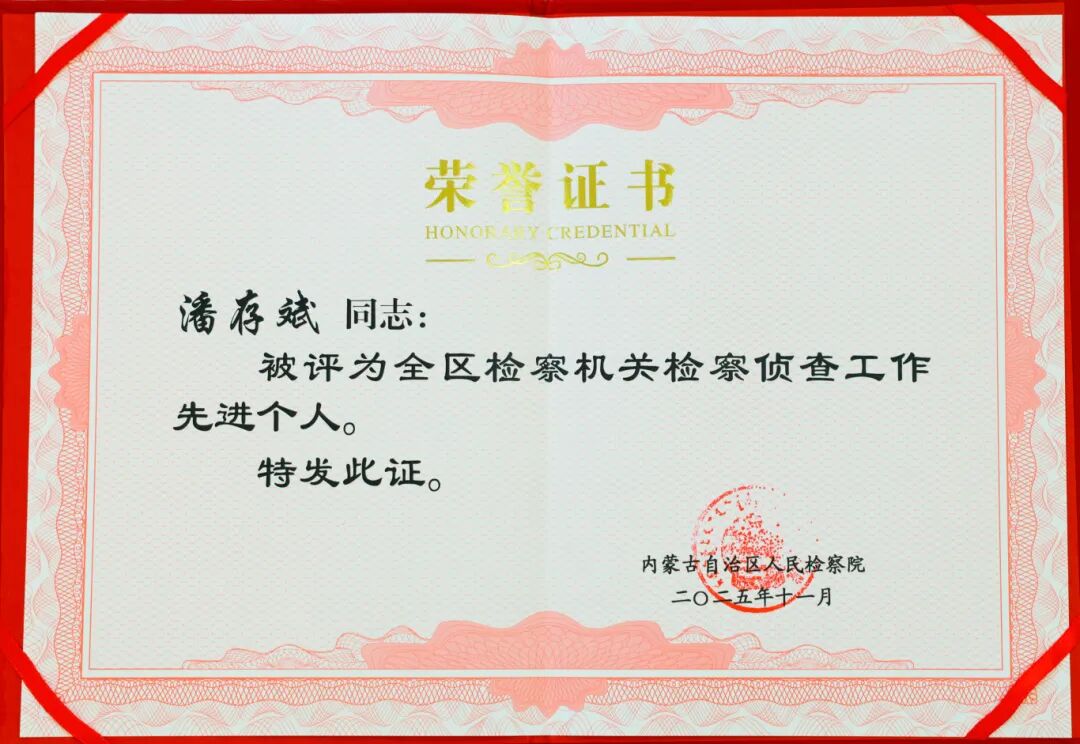 荣誉证书
HONORARY CREDENTIAL
潘存斌 同志：
被评为全区检察机关检察侦查工作
先进个人。
特发此证。
内蒙古自治区人民检察院
二〇二五年十一月